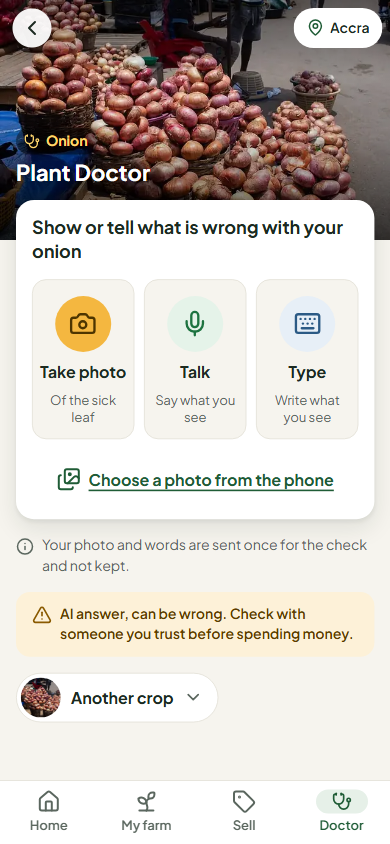 Accra
Onion
Plant Doctor
Show or tell what is wrong with your
onion
Take photo
Of the sick
leaf
Talk
Say what you
see
Type
Write what
you see
Choose a photo from the phone
Your photo and words are sent once for the check
and not kept.
AI answer, can be wrong. Check with
someone you trust before spending money.
Another crop
Home
My farm
Sell
Doctor